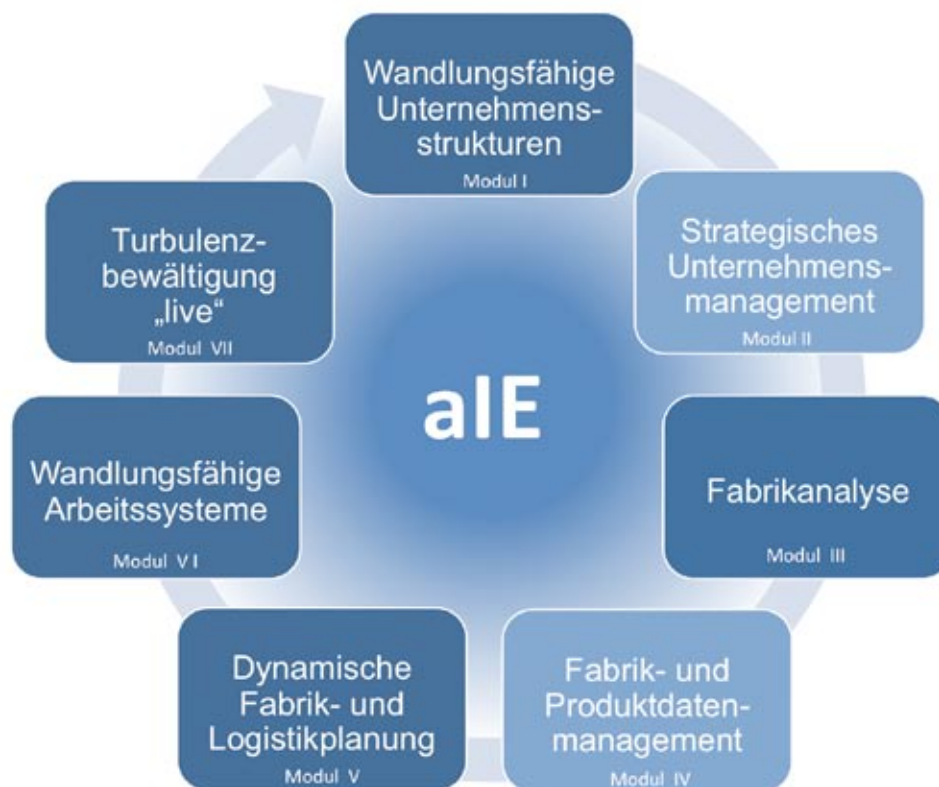 Wandlungsfähige
Unternehmens-
strukturen
Modul I
Strategisches
Unternehmens-
management
Modul II
Fabrikanalyse
Modul III
Fabrik- und
Produktdaten-
management
Modul IV
Dynamische
Fabrik- und
Logistikplanung
Modul V
Wandlungsfähige
Arbeitssysteme
Modul V I
Turbulenz-
bewältigung
„live“
Modul VII
aIE